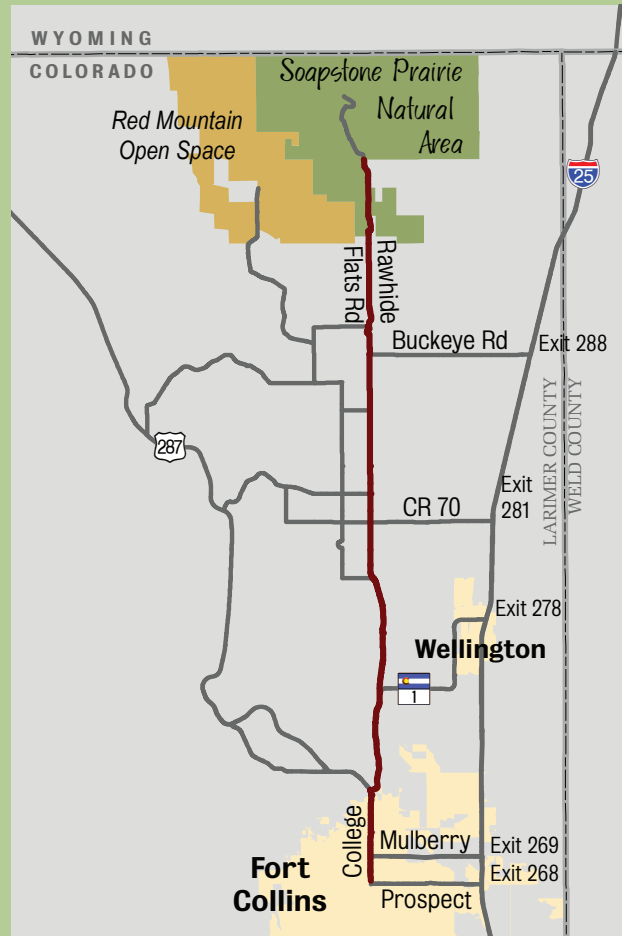 WYOMING
COLORADO
Soapstone Prairie
Natural
Area
Red Mountain
Open Space
25
Rawhide
Flats Rd
Buckeye Rd
Exit 288
LARIMER COUNTY
WELD COUNTY
287
Exit
281
CR 70
Exit 278
Wellington
1
College
Mulberry
Exit 269
Exit 268
Fort
Collins
Prospect